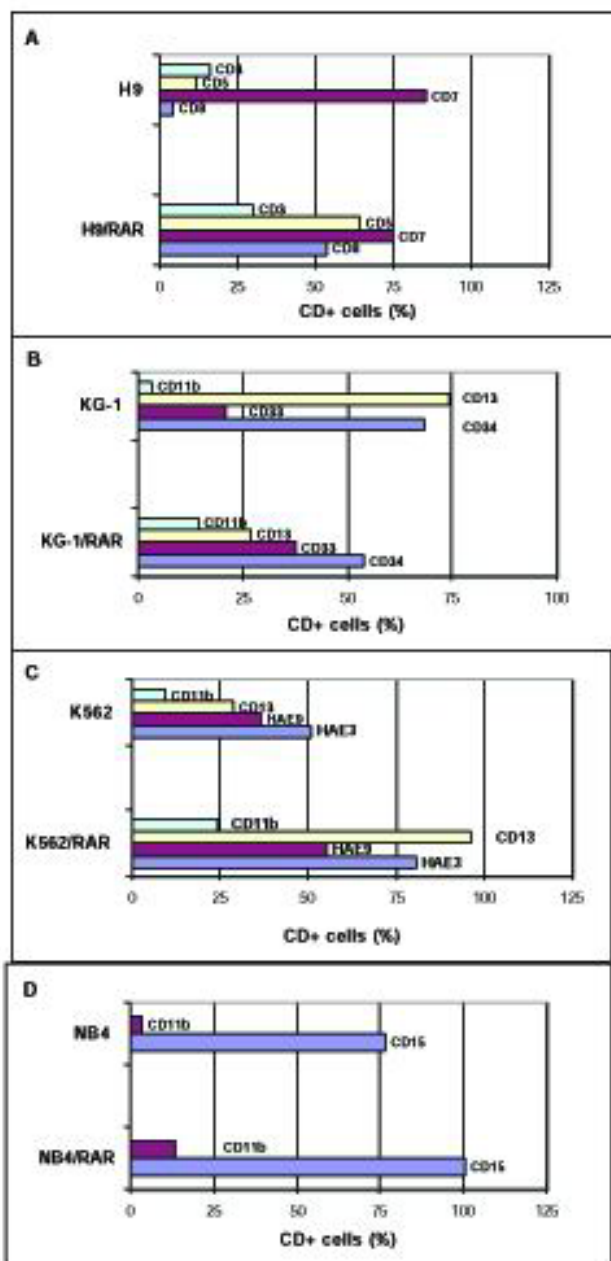 A
H9
CD5
CD7
CD8
H9/RAR
CD3
CD5
CD7
CD8
0 25 50 75 100 125
CD+ cells (%)
B
KG-1
CD11b
CD13
CD33
CD34
KG-1/RAR
CD11b
CD13
CD33
CD34
0 25 50 75 100
CD+ cells (%)
C
K562
CD11b
CD13
HAE9
HAE3
K562/RAR
CD11b
CD13
HAE9
HAE3
0 25 50 75 100 125
CD+ cells (%)
D
NB4
CD11b
CD15
NB4/RAR
CD11b
CD15
0 25 50 75 100 125
CD+ cells (%)